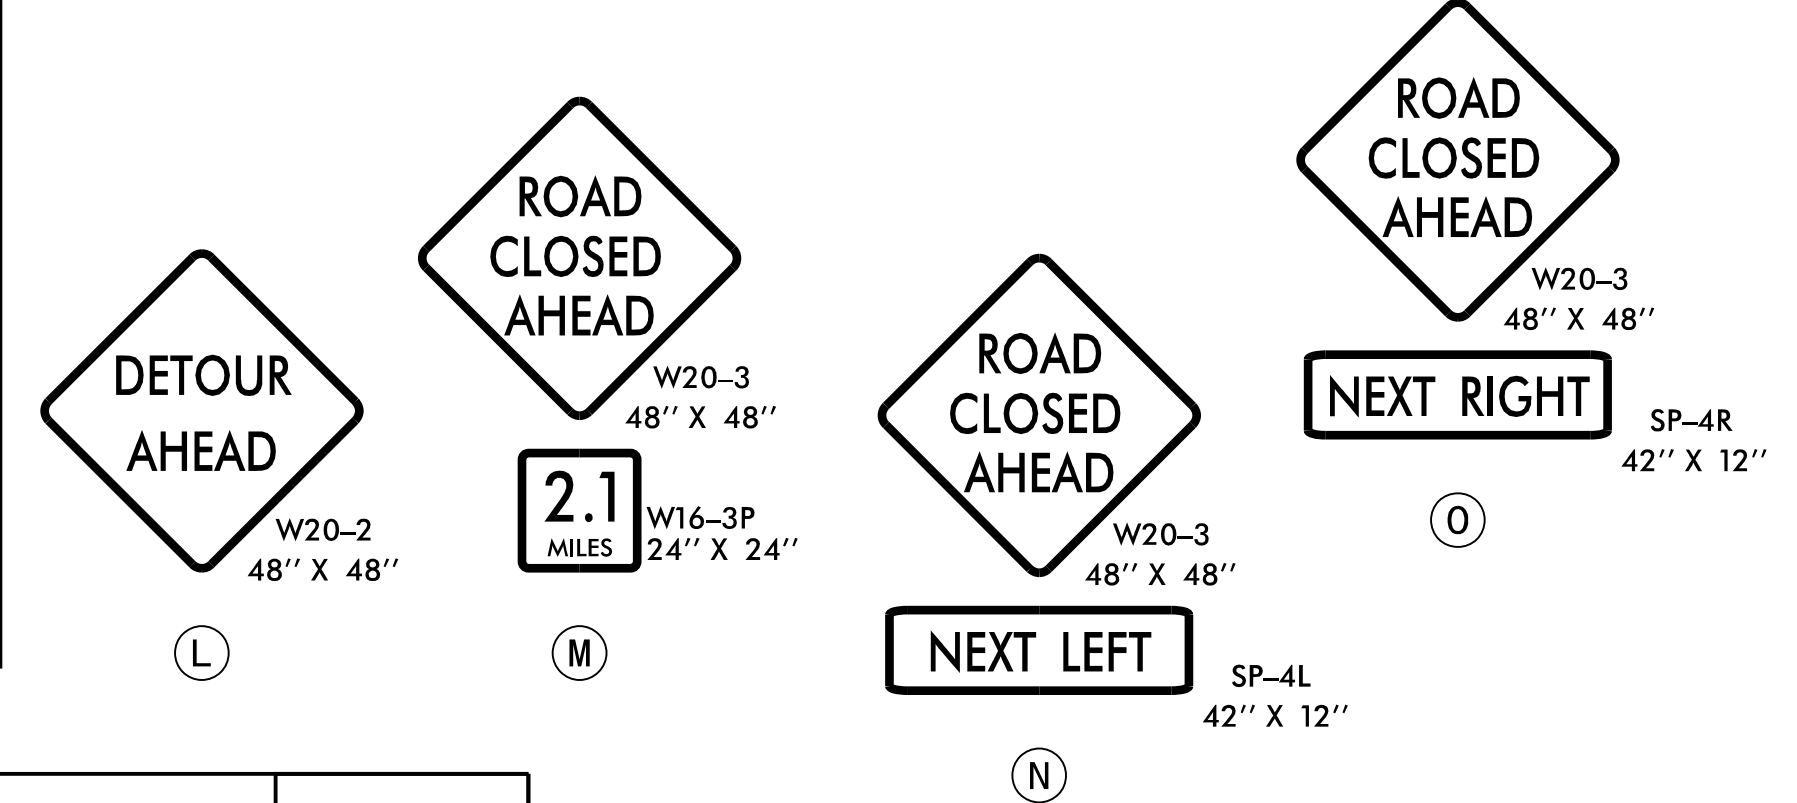 DETOUR
AHEAD
W20–2
48’’ X 48’’
L
ROAD
CLOSED
AHEAD
W20–3
48’’ X 48’’
2.1
MILES
W16–3P
24’’ X 24’’
M
ROAD
CLOSED
AHEAD
W20–3
48’’ X 48’’
NEXT LEFT
SP–4L
42’’ X 12’’
N
ROAD
CLOSED
AHEAD
W20–3
48’’ X 48’’
NEXT RIGHT
SP–4R
42’’ X 12’’
O